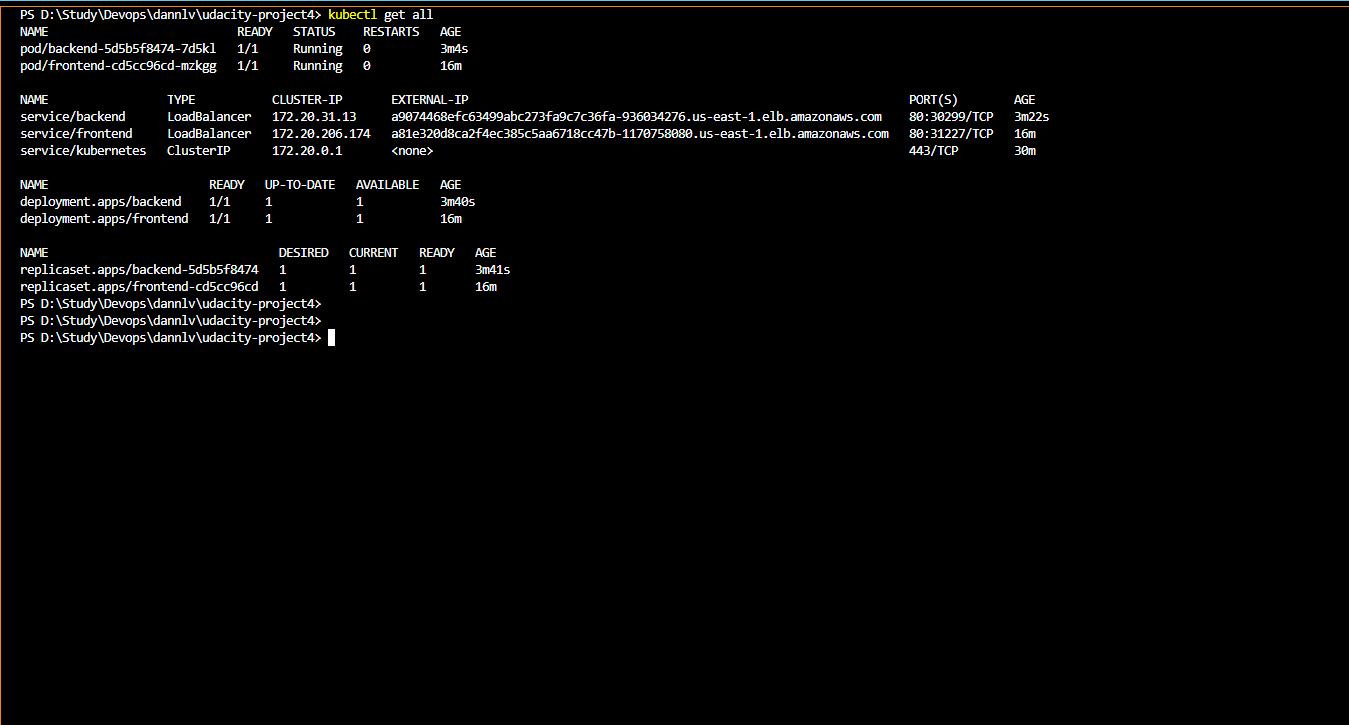 PS D:\Study\Devops\dannlv\udacity-project4> kubectl get all
NAME                           READY   STATUS    RESTARTS   AGE
pod/backend-5d5b5f8474-7d5kl   1/1     Running   0          3m4s
pod/frontend-cd5cc96cd-mzkgg   1/1     Running   0          16m
NAME                 TYPE           CLUSTER-IP       EXTERNAL-IP                                                               PORT(S)        AGE
service/backend      LoadBalancer   172.20.31.13     a9074468efc63499abc273fa9c7c36fa-936034276.us-east-1.elb.amazonaws.com    80:30299/TCP   3m22s
service/frontend     LoadBalancer   172.20.206.174   a81e320d8ca2f4ec385c5aa6718cc47b-1170758080.us-east-1.elb.amazonaws.com   80:31227/TCP   16m
service/kubernetes   ClusterIP      172.20.0.1       <none>                                                                    443/TCP        30m
NAME                       READY   UP-TO-DATE   AVAILABLE   AGE
deployment.apps/backend    1/1     1            1           3m40s
deployment.apps/frontend   1/1     1            1           16m
NAME                                 DESIRED   CURRENT   READY   AGE
replicaset.apps/backend-5d5b5f8474   1         1         1       3m41s
replicaset.apps/frontend-cd5cc96cd   1         1         1       16m
PS D:\Study\Devops\dannlv\udacity-project4>
PS D:\Study\Devops\dannlv\udacity-project4>
PS D:\Study\Devops\dannlv\udacity-project4>